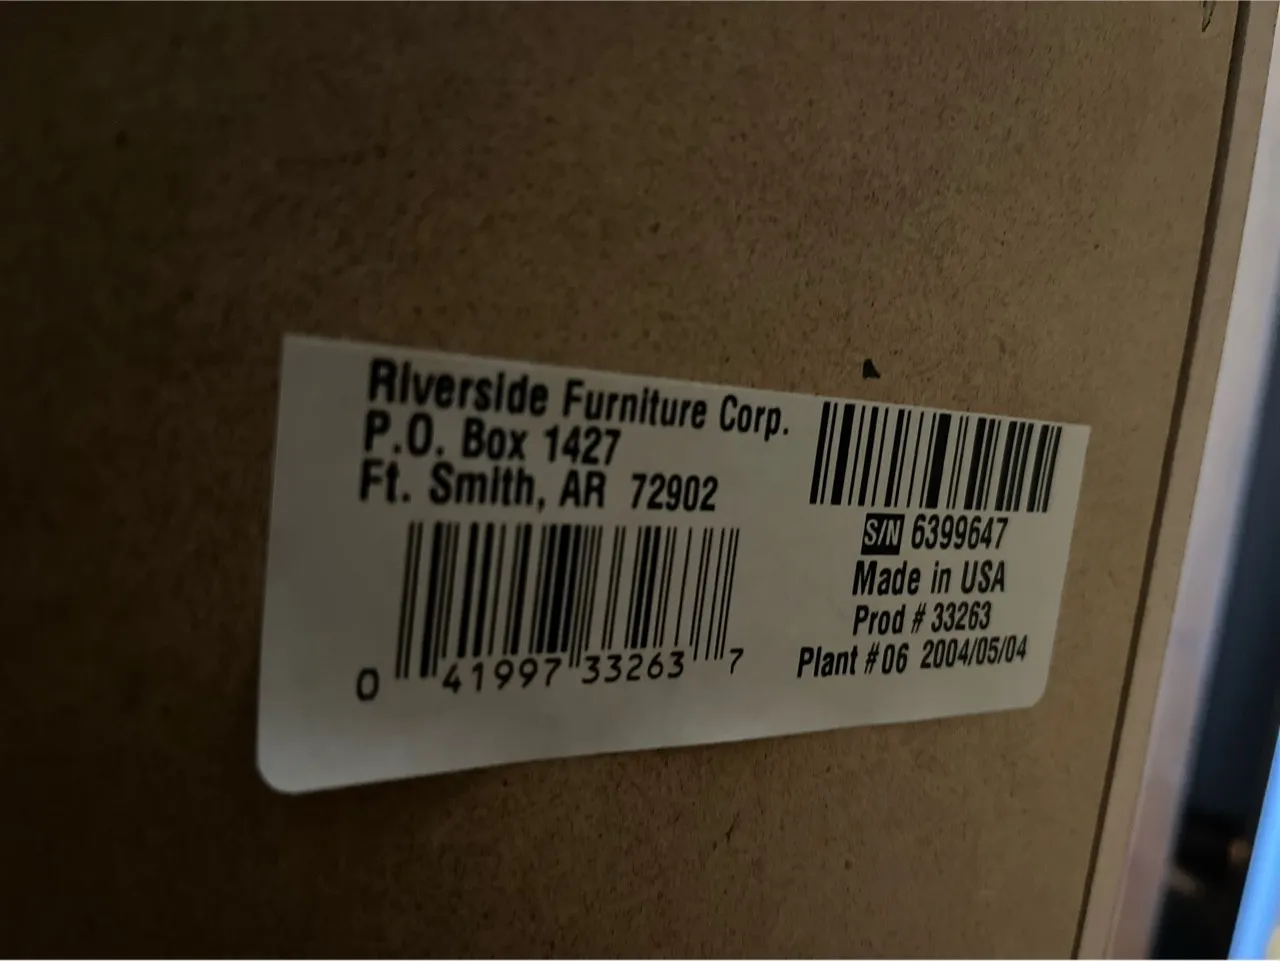 Riverside Furniture Corp.
P.O. Box 1427
Ft. Smith, AR 72902
0 41997 33263 7
S/N 6399647
Made in USA
Prod # 33263
Plant # 06 2004/05/04